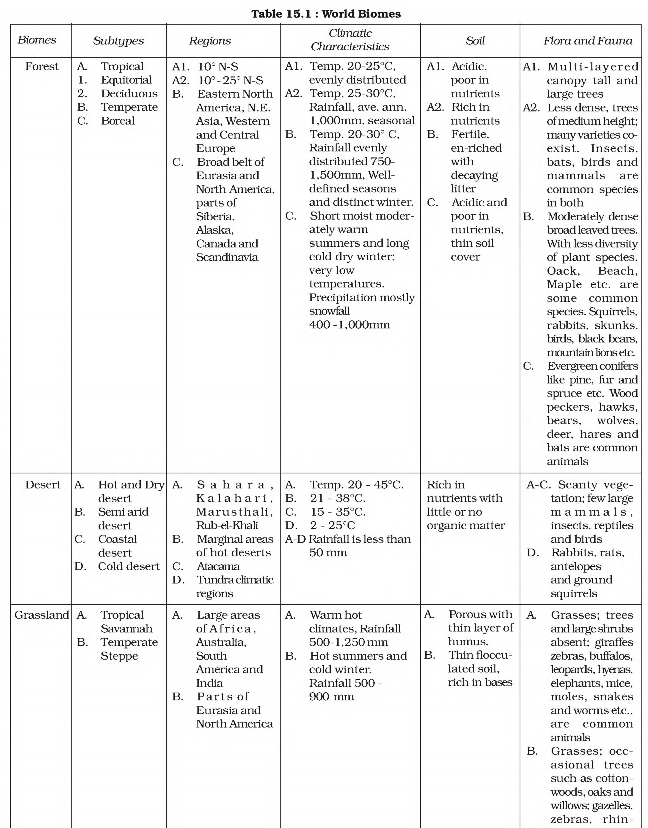 Table 15.1 : World Biomes
Biomes
Subtypes
Regions
Climatic
Characteristics
Soil
Flora and Fauna
Forest
A. Tropical
1. Equitorial
2. Deciduous
B. Temperate
C. Boreal
A1. 10° N-S
A2. 10°-25° N-S
B. Eastern North
America, N.E.
Asia, Western
and Central
Europe
C. Broad belt of
Eurasia and
North America,
parts of
Siberia,
Alaska,
Canada and
Scandinavia
A1. Temp. 20-25°C,
evenly distributed
A2. Temp. 25-30°C,
Rainfall, ave. ann.
1,000mm, seasonal
B. Temp. 20-30° C,
Rainfall evenly
distributed 750-
1,500mm, Well-
defined seasons
and distinct winter.
C. Short moist moder-
ately warm
summers and long
cold dry winter;
very low
temperatures.
Precipitation mostly
snowfall
400 -1,000mm
A1. Acidic,
poor in
nutrients
A2. Rich in
nutrients
B. Fertile,
en-riched
with
decaying
litter
C. Acidic and
poor in
nutrients,
thin soil
cover
A1. Multi-layered
canopy tall and
large trees
A2. Less dense, trees
of medium height;
many varieties co-
exist. Insects,
bats, birds and
mammals are
common species
in both
B. Moderately dense
broad leaved trees.
With less diversity
of plant species.
Oack, Beach,
Maple etc. are
some common
species. Squirrels,
rabbits, skunks,
birds, black bears,
mountain lions etc.
C. Evergreen conifers
like pine, fur and
spruce etc. Wood
peckers, hawks,
bears, wolves,
deer, hares and
bats are common
animals
Desert
A. Hot and Dry
desert
B. Semi arid
desert
C. Coastal
desert
D. Cold desert
A. Sahara,
Kalahari,
Marusthali,
Rub-el-Khali
B. Marginal areas
of hot deserts
C. Atacama
D. Tundra climatic
regions
A. Temp. 20 - 45°C.
B. 21 - 38°C.
C. 15 - 35°C.
D. 2 - 25°C
A-D Rainfall is less than
50 mm
Rich in
nutrients with
little or no
organic matter
A-C. Scanty vege-
tation; few large
mammals,
insects, reptiles
and birds
D. Rabbits, rats,
antelopes
and ground
squirrels
Grassland
A. Tropical
Savannah
B. Temperate
Steppe
A. Large areas
of Africa,
Australia,
South
America and
India
B. Parts of
Eurasia and
North America
A. Warm hot
climates, Rainfall
500-1,250 mm
B. Hot summers and
cold winter.
Rainfall 500 -
900 mm
A. Porous with
thin layer of
humus.
B. Thin floccu-
lated soil,
rich in bases
A. Grasses; trees
and large shrubs
absent; giraffes
zebras, buffalos,
leopards, hyenas,
elephants, mice,
moles, snakes
and worms etc.,
are common
animals
B. Grasses; occ-
asional trees
such as cotton-
woods, oaks and
willows; gazelles,
zebras, rhin-